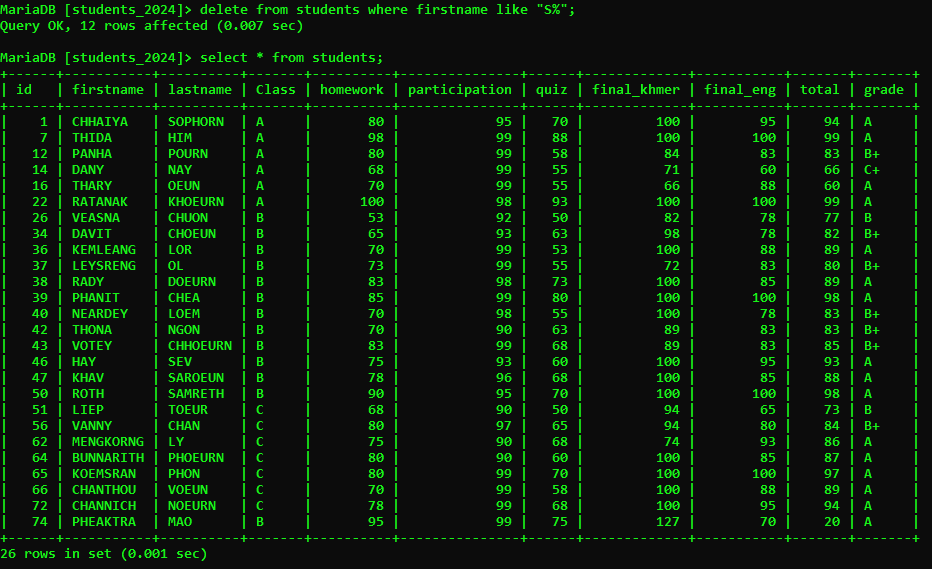 MariaDB [students_2024]> delete from students where firstname like "S%";
Query OK, 12 rows affected (0.007 sec)
MariaDB [students_2024]> select * from students;
+------+-----------+----------+-------+----------+---------------+------+-------------+-----------+-------+-------+
| id   | firstname | lastname | Class | homework | participation | quiz | final_khmer | final_eng | total | grade |
+------+-----------+----------+-------+----------+---------------+------+-------------+-----------+-------+-------+
|    1 | CHHAIYA   | SOPHORN  | A     |       80 |            95 |   70 |         100 |        95 |    94 | A     |
|    7 | THIDA     | HIM      | A     |       98 |            99 |   88 |         100 |       100 |    99 | A     |
|   12 | PANHA     | POURN    | A     |       80 |            99 |   58 |          84 |        83 |    83 | B+    |
|   14 | DANY      | NAY      | A     |       68 |            99 |   55 |          71 |        60 |    66 | C+    |
|   16 | THARY     | OEUN     | A     |       70 |            99 |   55 |          66 |        88 |    60 | A     |
|   22 | RATANAK   | KHOEURN  | A     |      100 |            98 |   93 |         100 |       100 |    99 | A     |
|   26 | VEASNA    | CHUON    | B     |       53 |            92 |   50 |          82 |        78 |    77 | B     |
|   34 | DAVIT     | CHOEUN   | B     |       65 |            93 |   63 |          98 |        78 |    82 | B+    |
|   36 | KEMLEANG  | LOR      | B     |       70 |            99 |   53 |         100 |        88 |    89 | A     |
|   37 | LEYSRENG  | OL       | B     |       73 |            99 |   55 |          72 |        83 |    80 | B+    |
|   38 | RADY      | DOEURN   | B     |       83 |            98 |   73 |         100 |        85 |    89 | A     |
|   39 | PHANIT    | CHEA     | B     |       85 |            99 |   80 |         100 |       100 |    98 | A     |
|   40 | NEARDEY   | LOEM     | B     |       70 |            98 |   55 |         100 |        78 |    83 | B+    |
|   42 | THONA     | NGON     | B     |       70 |            90 |   63 |          89 |        83 |    83 | B+    |
|   43 | VOTEY     | CHHOEURN | B     |       83 |            99 |   68 |          89 |        83 |    85 | B+    |
|   46 | HAY       | SEV      | B     |       75 |            93 |   60 |         100 |        95 |    93 | A     |
|   47 | KHAV      | SAROEUN  | B     |       78 |            96 |   68 |         100 |        85 |    88 | A     |
|   50 | ROTH      | SAMRETH  | B     |       90 |            95 |   70 |         100 |       100 |    98 | A     |
|   51 | LIEP      | TOEUR    | C     |       68 |            90 |   50 |          94 |        65 |    73 | B     |
|   56 | VANNY     | CHAN     | C     |       80 |            97 |   65 |          94 |        80 |    84 | B+    |
|   62 | MENGKORNG | LY       | C     |       75 |            90 |   68 |          74 |        93 |    86 | A     |
|   64 | BUNNARITH | PHOEURN  | C     |       80 |            90 |   60 |         100 |        85 |    87 | A     |
|   65 | KOEMSRAN  | PHON     | C     |       80 |            99 |   70 |         100 |       100 |    97 | A     |
|   66 | CHANTHOU  | VOEUN    | C     |       70 |            99 |   58 |         100 |        88 |    89 | A     |
|   72 | CHANNICH  | NOEURN   | C     |       78 |            99 |   68 |         100 |        95 |    94 | A     |
|   74 | PHEAKTRA  | MAO      | B     |       95 |            99 |   75 |         127 |        70 |    20 | A     |
+------+-----------+----------+-------+----------+---------------+------+-------------+-----------+-------+-------+
26 rows in set (0.001 sec)